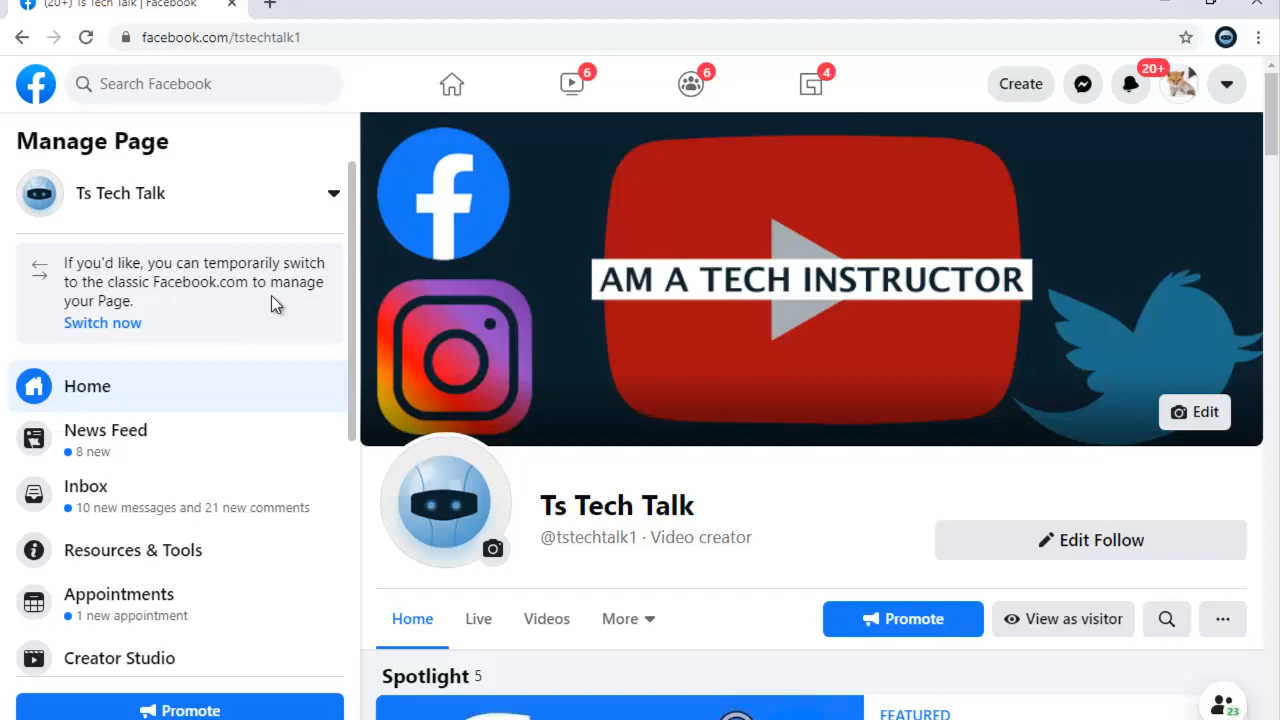 (20+) Ts Tech Talk | Facebook
facebook.com/tstechtalk1
Search Facebook
6
6
4
Create
20+
Manage Page
Ts Tech Talk
If you'd like, you can temporarily switch
to the classic Facebook.com to manage
your Page.
Switch now
Home
News Feed
8 new
Inbox
10 new messages and 21 new comments
Resources & Tools
Appointments
1 new appointment
Creator Studio
Promote
AM A TECH INSTRUCTOR
Edit
Ts Tech Talk
@tstechtalk1 · Video creator
Edit Follow
Home
Live
Videos
More
Promote
View as visitor
Spotlight 5
FEATURED
23